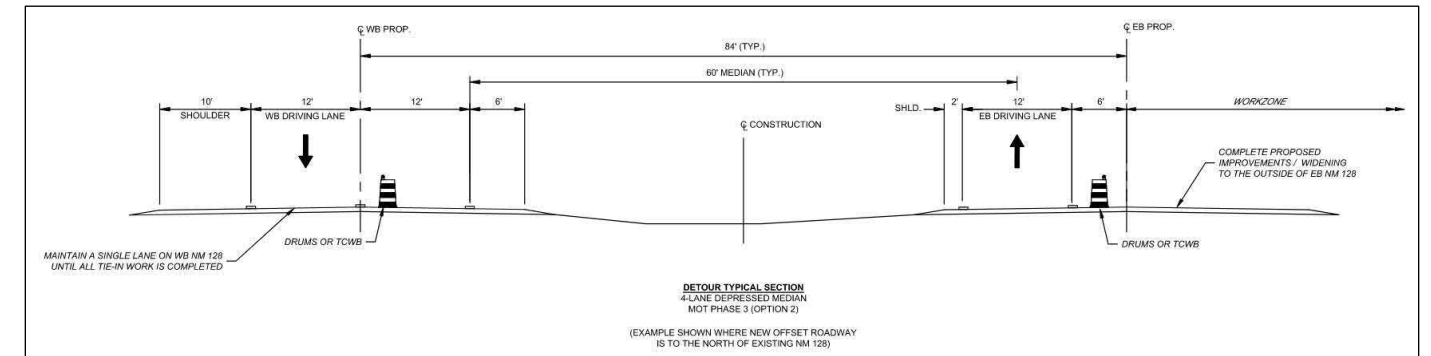 ℄ WB PROP.
℄ EB PROP.
84' (TYP.)
60' MEDIAN (TYP.)
10'
SHOULDER
12'
WB DRIVING LANE
12'
6'
SHLD.
2'
12'
EB DRIVING LANE
6'
WORKZONE
℄ CONSTRUCTION
COMPLETE PROPOSED
IMPROVEMENTS / WIDENING
TO THE OUTSIDE OF EB NM 128
DRUMS OR TCWB
DRUMS OR TCWB
MAINTAIN A SINGLE LANE ON WB NM 128
UNTIL ALL TIE-IN WORK IS COMPLETED
DETOUR TYPICAL SECTION
4-LANE DEPRESSED MEDIAN
MOT PHASE 3 (OPTION 2)
(EXAMPLE SHOWN WHERE NEW OFFSET ROADWAY
IS TO THE NORTH OF EXISTING NM 128)